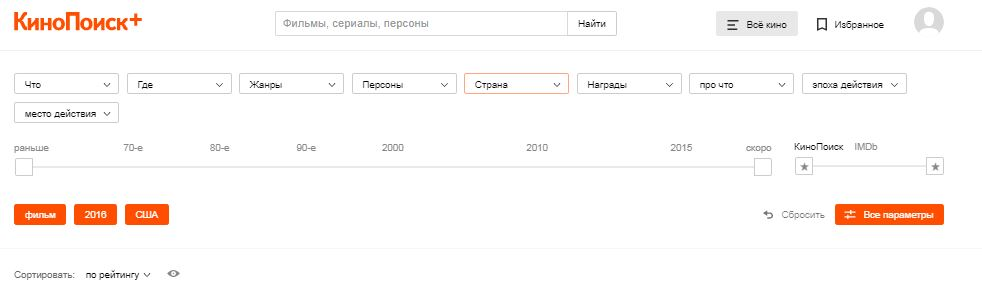 КиноПоиск+ Фильмы, сериалы, персоны Найти Всё кино Избранное
Что Где Жанры Персоны Страна Награды про что эпоха действия
место действия
раньше 70-е 80-е 90-е 2000 2010 2015 скоро КиноПоиск IMDb
фильм 2016 США Сбросить Все параметры
Сортировать: по рейтингу